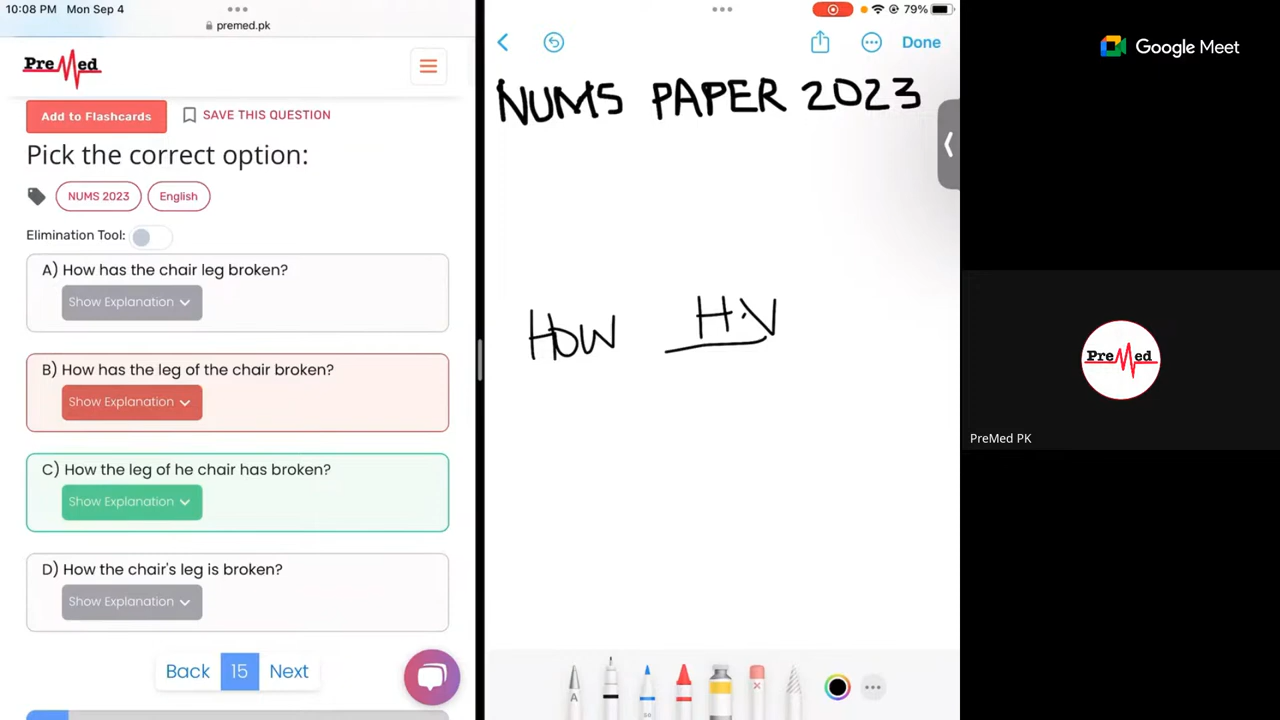 10:08 PM Mon Sep 4
premed.pk
PreMed
Add to Flashcards
SAVE THIS QUESTION
Pick the correct option:
NUMS 2023
English
Elimination Tool:
A) How has the chair leg broken?
Show Explanation
B) How has the leg of the chair broken?
Show Explanation
C) How the leg of he chair has broken?
Show Explanation
D) How the chair's leg is broken?
Show Explanation
Back 15 Next
79%
Done
NUMS PAPER 2023
How H.V
A
Google Meet
PreMed
PreMed PK